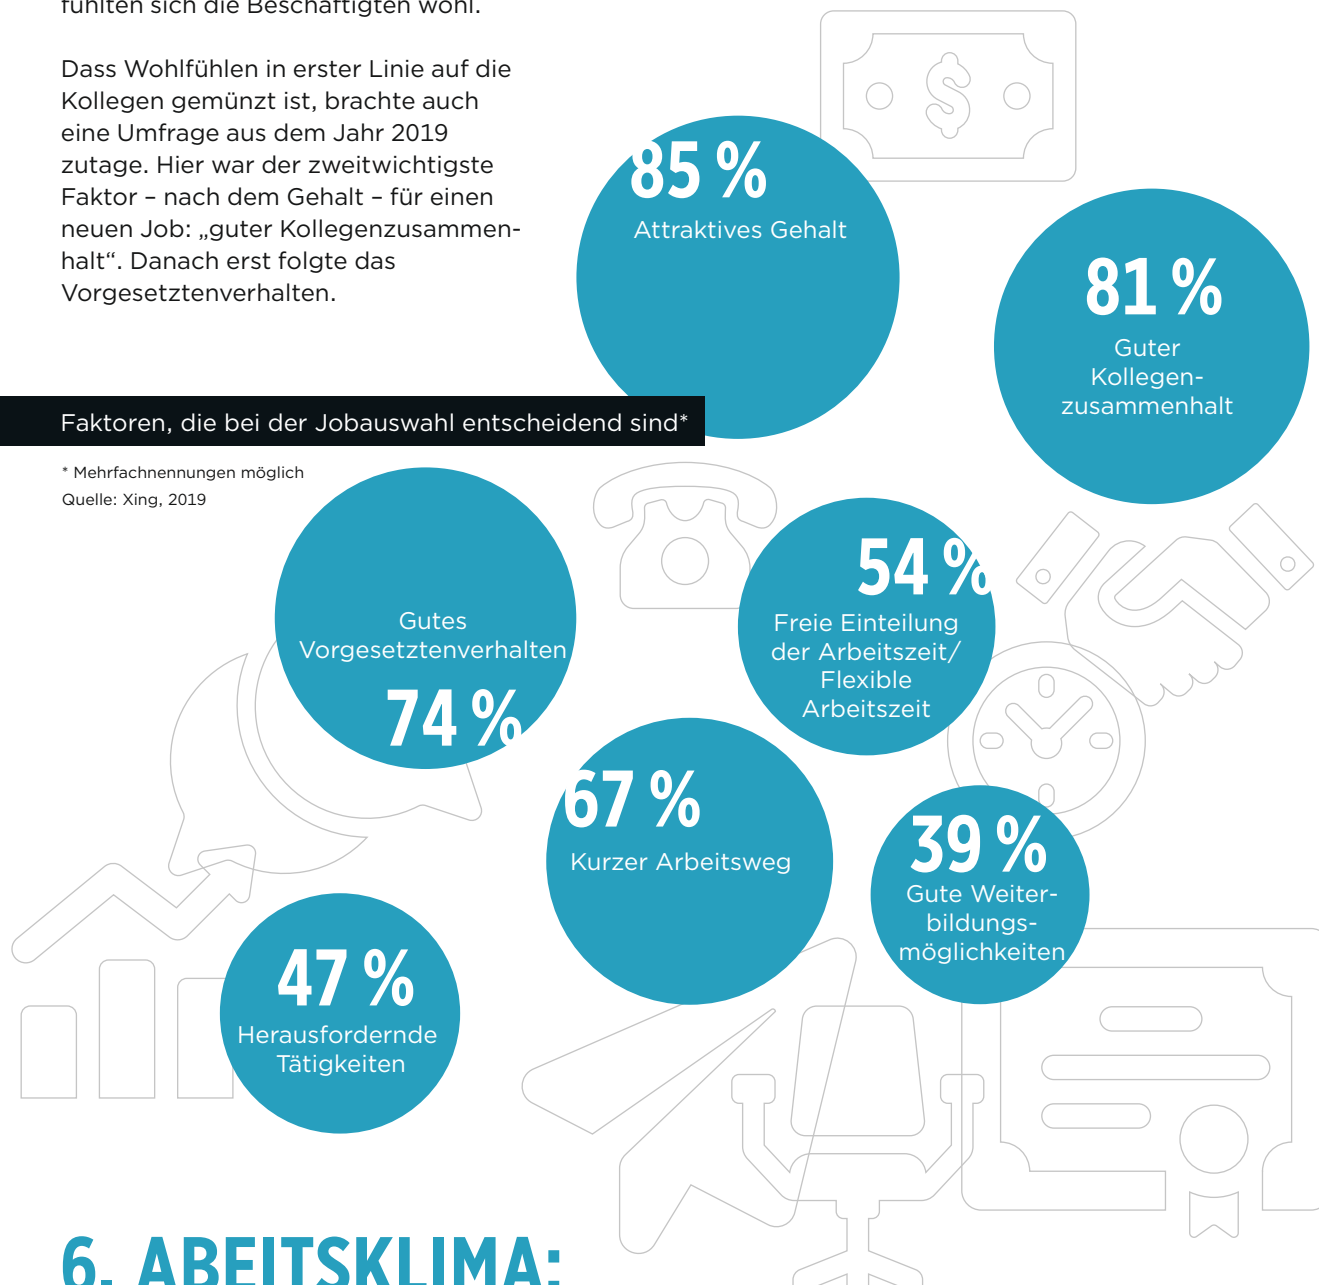 fühlten sich die Beschäftigten wohl.
Dass Wohlfühlen in erster Linie auf die
Kollegen gemünzt ist, brachte auch
eine Umfrage aus dem Jahr 2019
zutage. Hier war der zweitwichtigste
Faktor – nach dem Gehalt – für einen
neuen Job: „guter Kollegenzusammen-
halt“. Danach erst folgte das
Vorgesetztenverhalten.
85 %
Attraktives Gehalt
81 %
Guter
Kollegen-
zusammenhalt
Faktoren, die bei der Jobauswahl entscheidend sind*
* Mehrfachnennungen möglich
Quelle: Xing, 2019
Gutes
Vorgesetztenverhalten
74 %
54 %
Freie Einteilung
der Arbeitszeit/
Flexible
Arbeitszeit
67 %
Kurzer Arbeitsweg
39 %
Gute Weiter-
bildungs-
möglichkeiten
47 %
Herausfordernde
Tätigkeiten
6. ABEITSKLIMA: